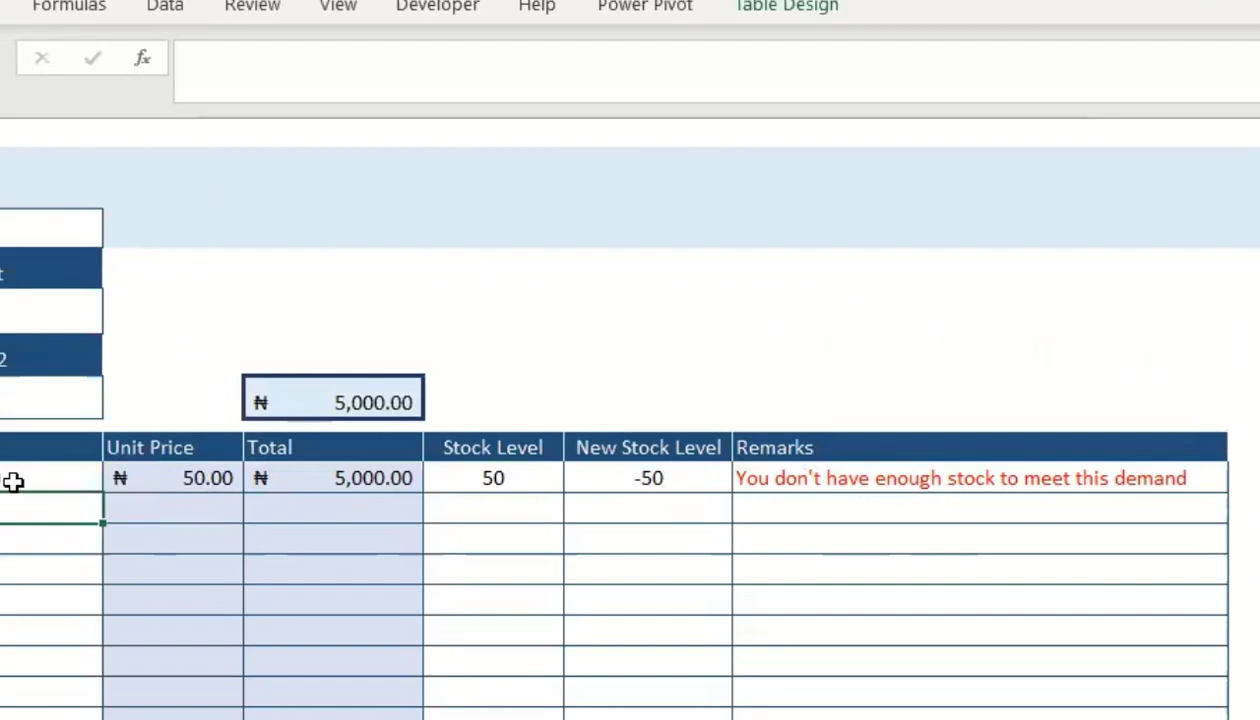 Formulas Data Review View Developer Help Power Pivot Table Design
fx
t
2
₦ 5,000.00
Unit Price Total Stock Level New Stock Level Remarks
₦ 50.00 ₦ 5,000.00 50 -50 You don't have enough stock to meet this demand